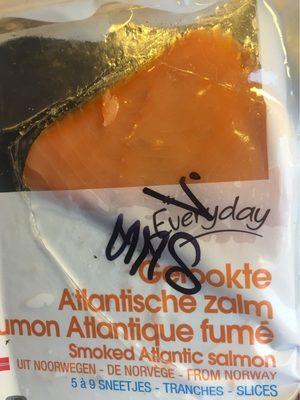 Everyday
Gerookte
Atlantische zalm
umon Atlantique fumé
Smoked Atlantic salmon
UIT NOORWEGEN - DE NORVÈGE - FROM NORWAY
5 à 9 SNEETJES - TRANCHES - SLICES